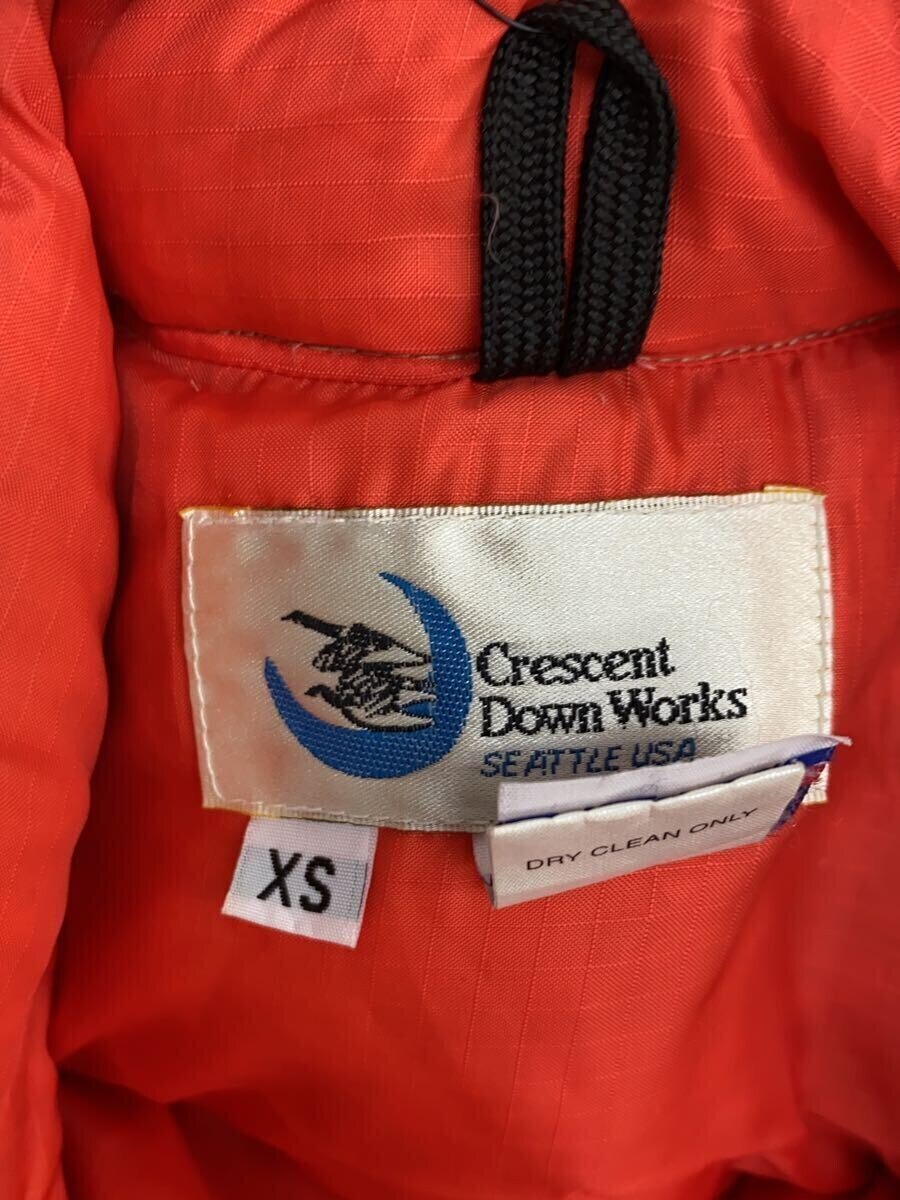 Crescent
Down Works
SEATTLE USA
DRY CLEAN ONLY
XS